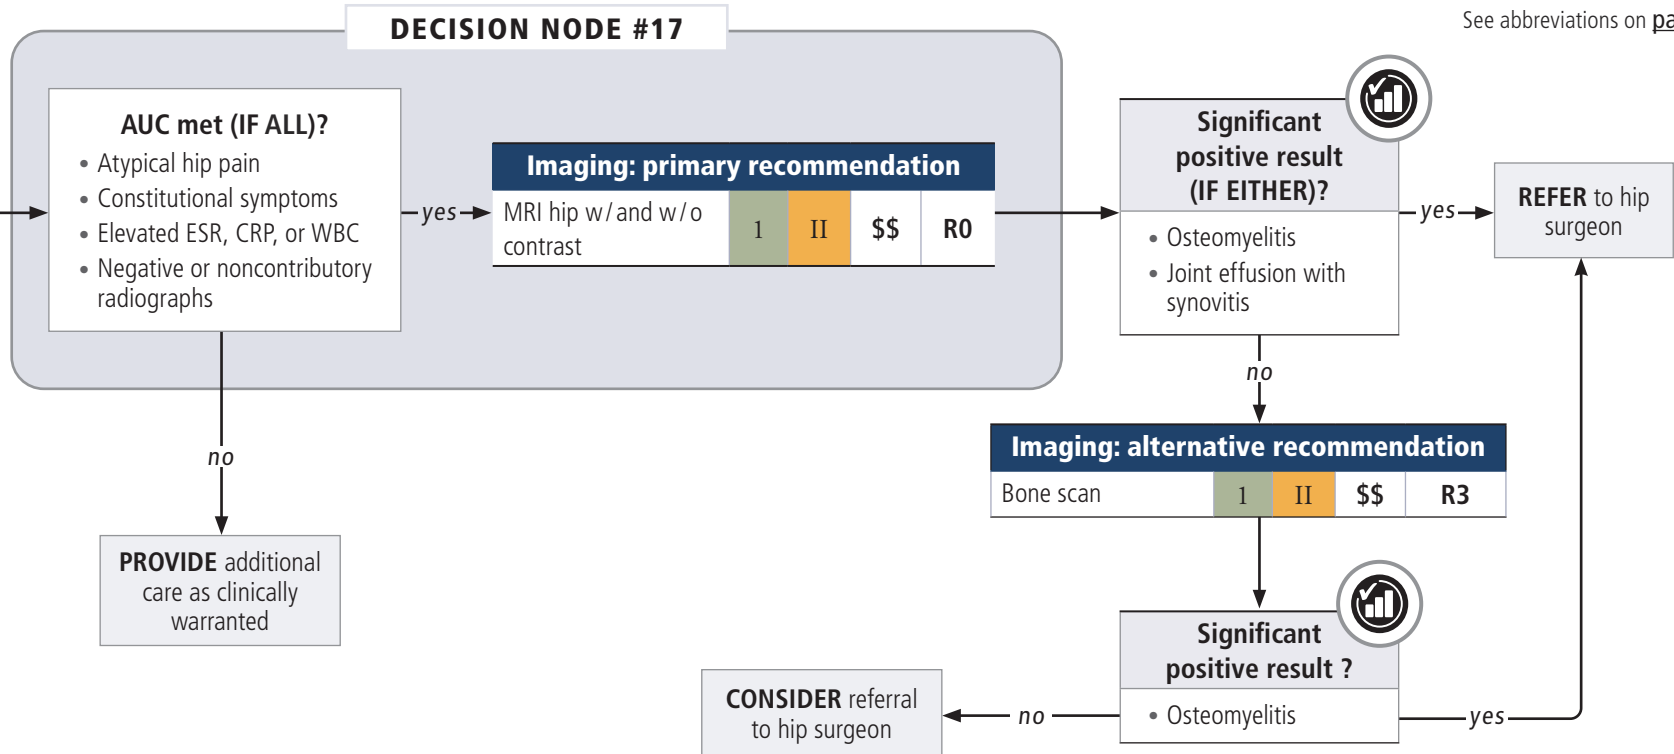 See abbreviations on pa
DECISION NODE #17
AUC met (IF ALL)?
• Atypical hip pain
• Constitutional symptoms
• Elevated ESR, CRP, or WBC
• Negative or noncontributory
radiographs
yes
Imaging: primary recommendation
MRI hip w/and w/o
contrast
1 II $$ R0
Significant
positive result
(IF EITHER)?
• Osteomyelitis
• Joint effusion with
synovitis
yes
REFER to hip
surgeon
no
Imaging: alternative recommendation
Bone scan 1 II $$ R3
no
PROVIDE additional
care as clinically
warranted
Significant
positive result ?
• Osteomyelitis
yes
no
CONSIDER referral
to hip surgeon